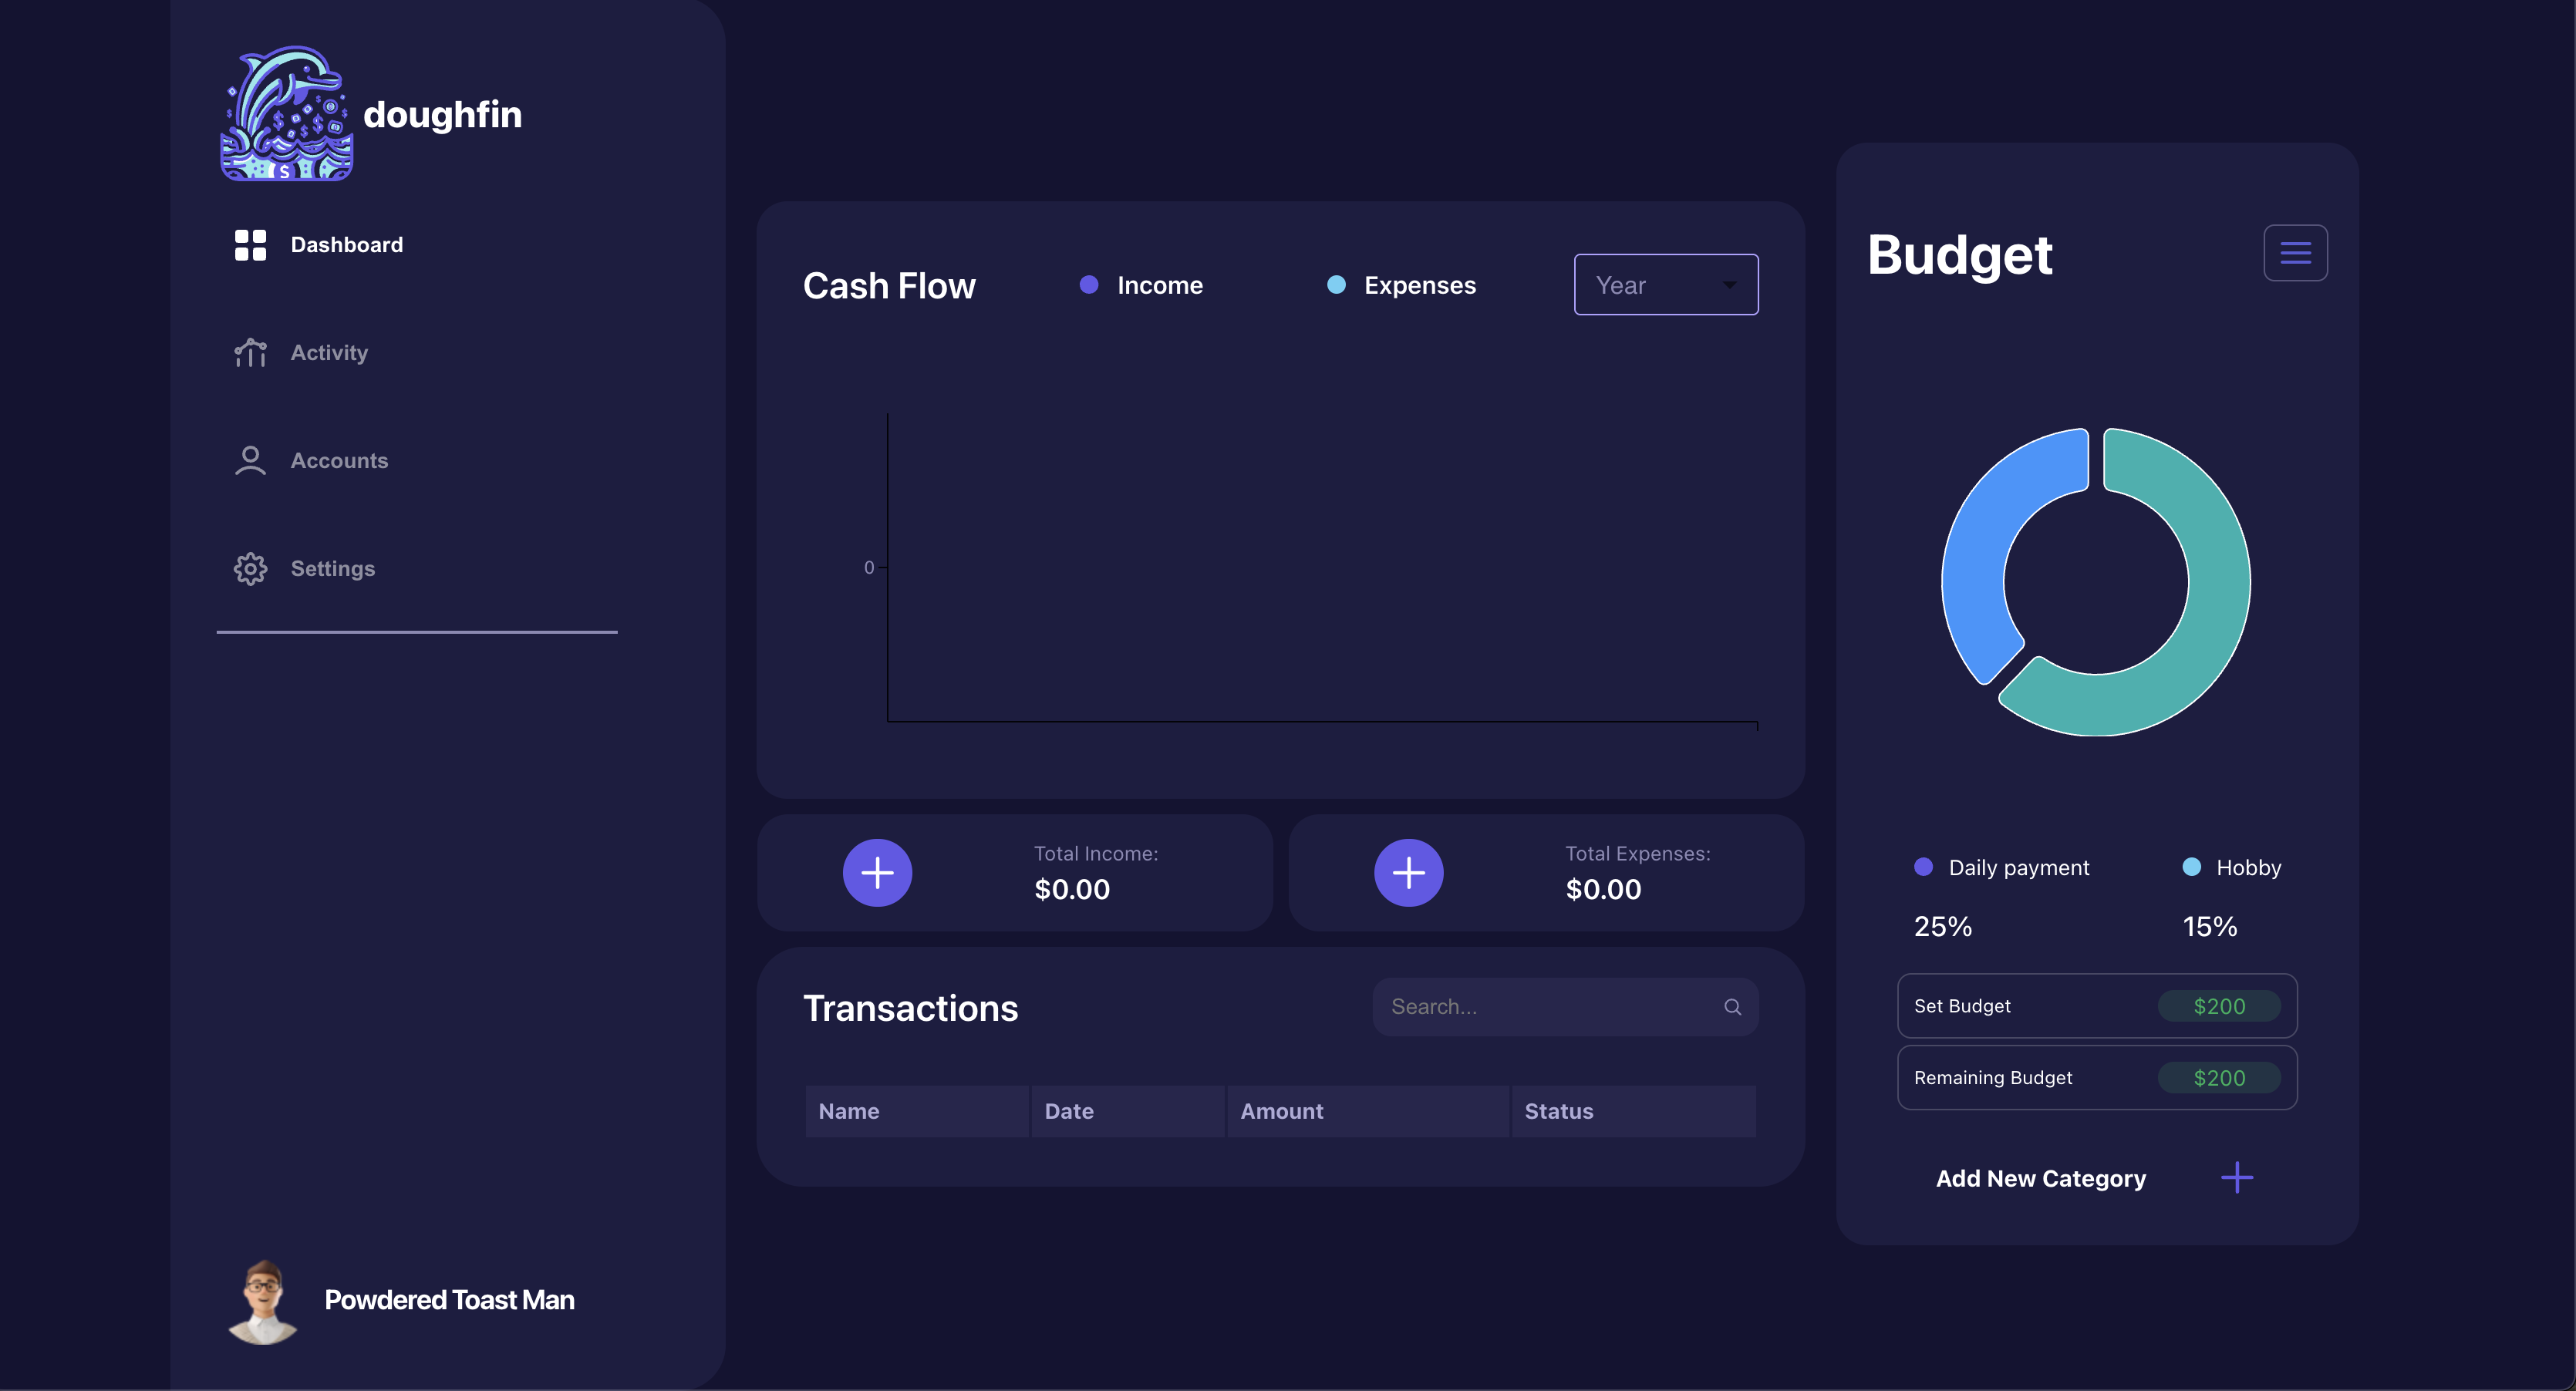 doughfin
Dashboard
Activity
Accounts
Settings
Powdered Toast Man
Cash Flow
Income
Expenses
Year
0
Total Income:
$0.00
Total Expenses:
$0.00
Transactions
Search...
Name Date Amount Status
Budget
Daily payment
Hobby
25%
15%
Set Budget $200
Remaining Budget $200
Add New Category